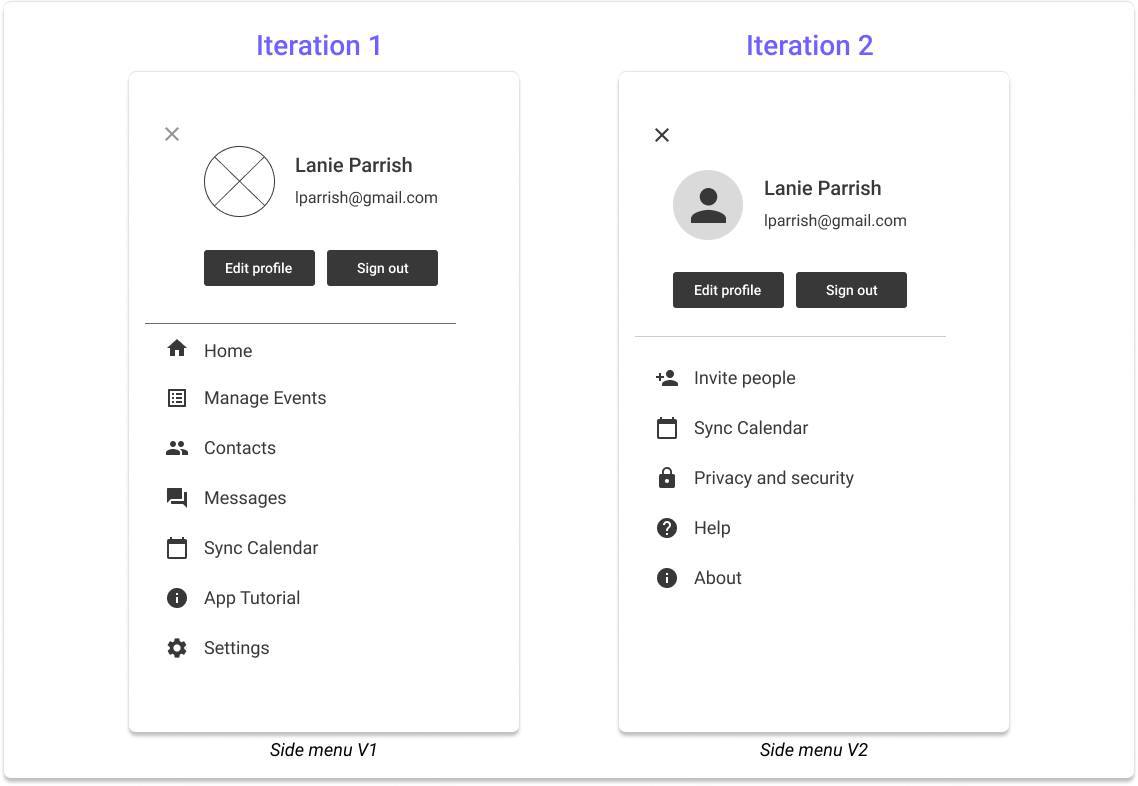 Iteration 1
Lanie Parrish
lparrish@gmail.com
Edit profile
Sign out
Home
Manage Events
Contacts
Messages
Sync Calendar
App Tutorial
Settings
Side menu V1
Iteration 2
Lanie Parrish
lparrish@gmail.com
Edit profile
Sign out
Invite people
Sync Calendar
Privacy and security
Help
About
Side menu V2